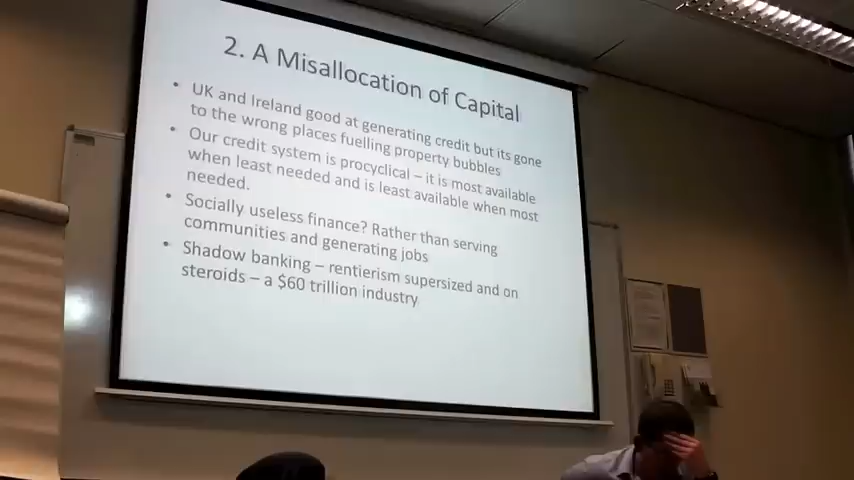 2. A Misallocation of Capital
• UK and Ireland good at generating credit but its gone
to the wrong places fuelling property bubbles
• Our credit system is procyclical – it is most available
when least needed and is least available when most
needed.
• Socially useless finance? Rather than serving
communities and generating jobs
• Shadow banking – rentierism supersized and on
steroids – a $60 trillion industry